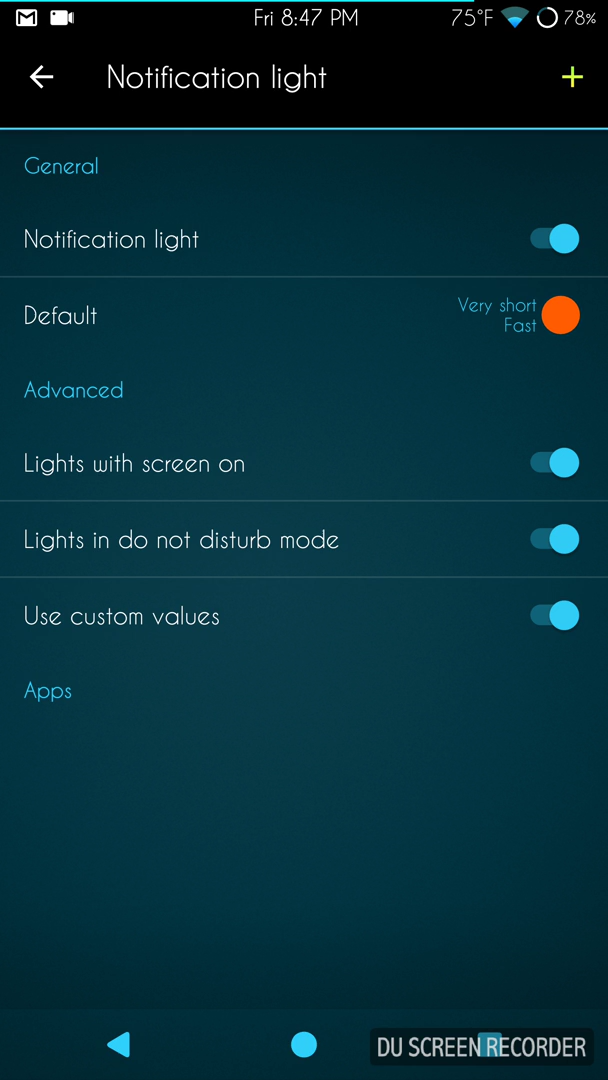 Fri 8:47 PM
75°F
78%
Notification light
General
Notification light
Default
Very short
Fast
Advanced
Lights with screen on
Lights in do not disturb mode
Use custom values
Apps
DU SCREEN RECORDER